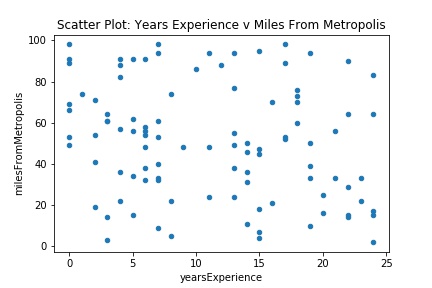 Scatter Plot: Years Experience v Miles From Metropolis
100
80
60
40
20
0
milesFromMetropolis
0 5 10 15 20 25
yearsExperience